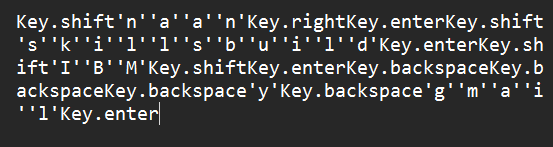 Key.shift'n''a''a''n'Key.rightKey.enterKey.shift
's''k''i''l''l''s''b''u''i''l''d'Key.enterKey.sh
ift'I''B''M'Key.shiftKey.enterKey.backspaceKey.b
ackspaceKey.backspace'y'Key.backspace'g''m''a''i
''l'Key.enter